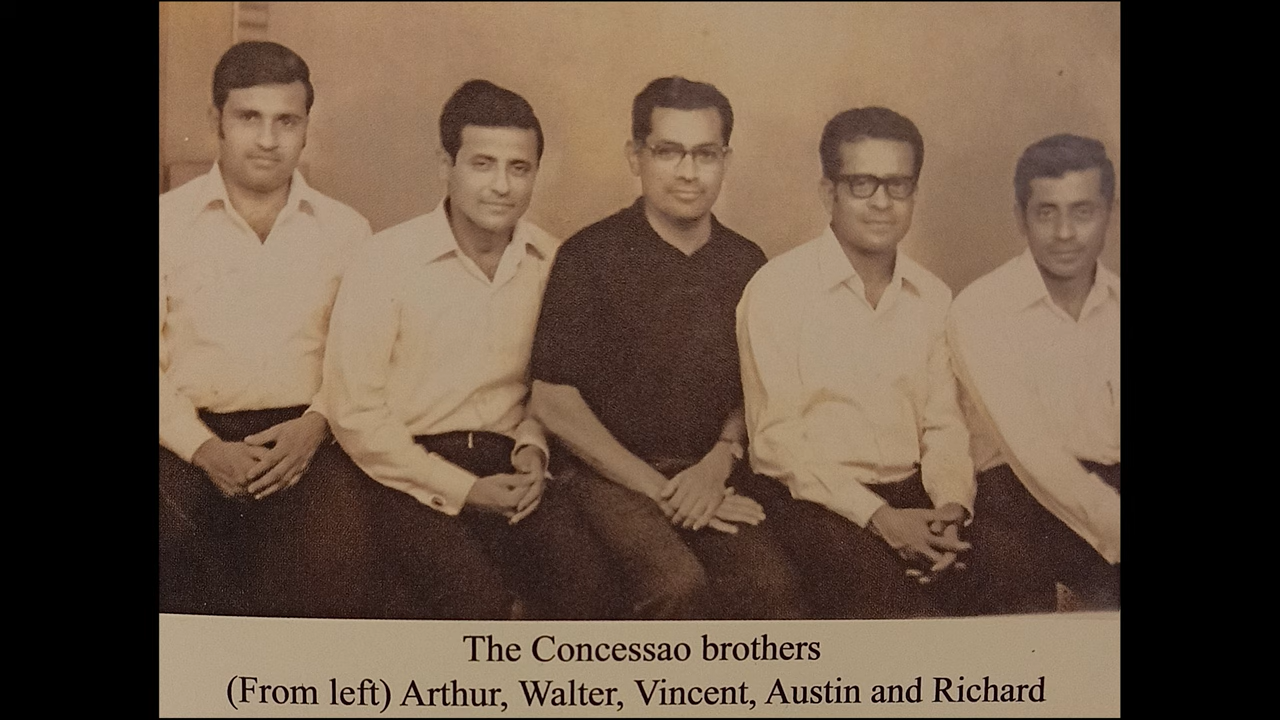 The Concessao brothers
(From left) Arthur, Walter, Vincent, Austin and Richard